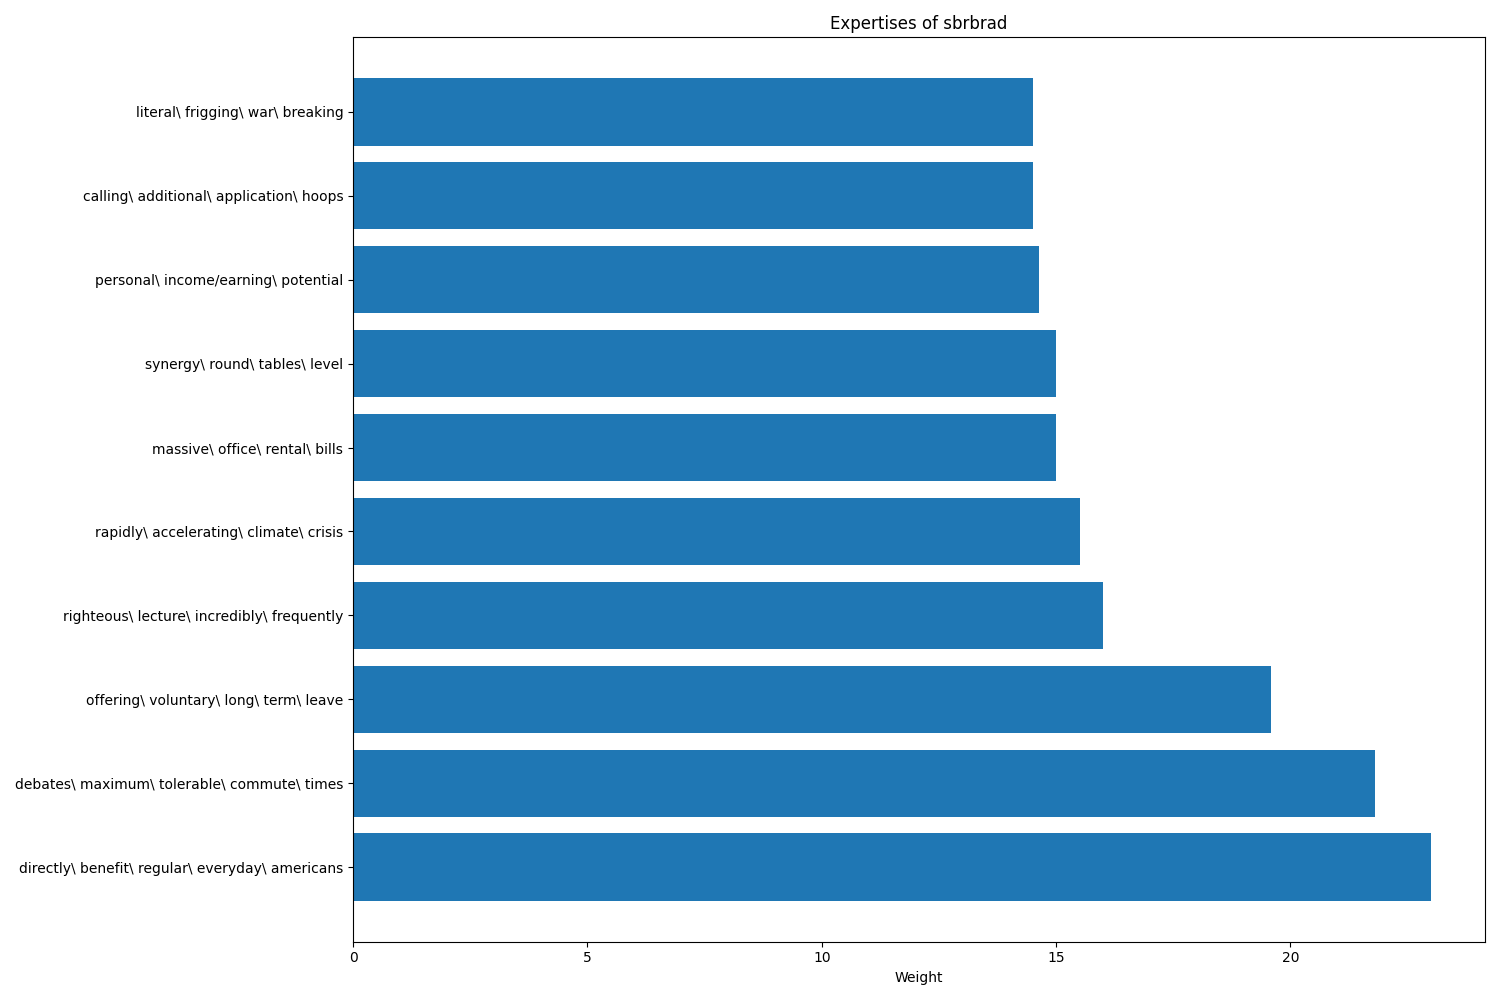 Expertises of sbrbrad
literal\ frigging\ war\ breaking
calling\ additional\ application\ hoops
personal\ income/earning\ potential
synergy\ round\ tables\ level
massive\ office\ rental\ bills
rapidly\ accelerating\ climate\ crisis
righteous\ lecture\ incredibly\ frequently
offering\ voluntary\ long\ term\ leave
debates\ maximum\ tolerable\ commute\ times
directly\ benefit\ regular\ everyday\ americans
0 5 10 15 20
Weight